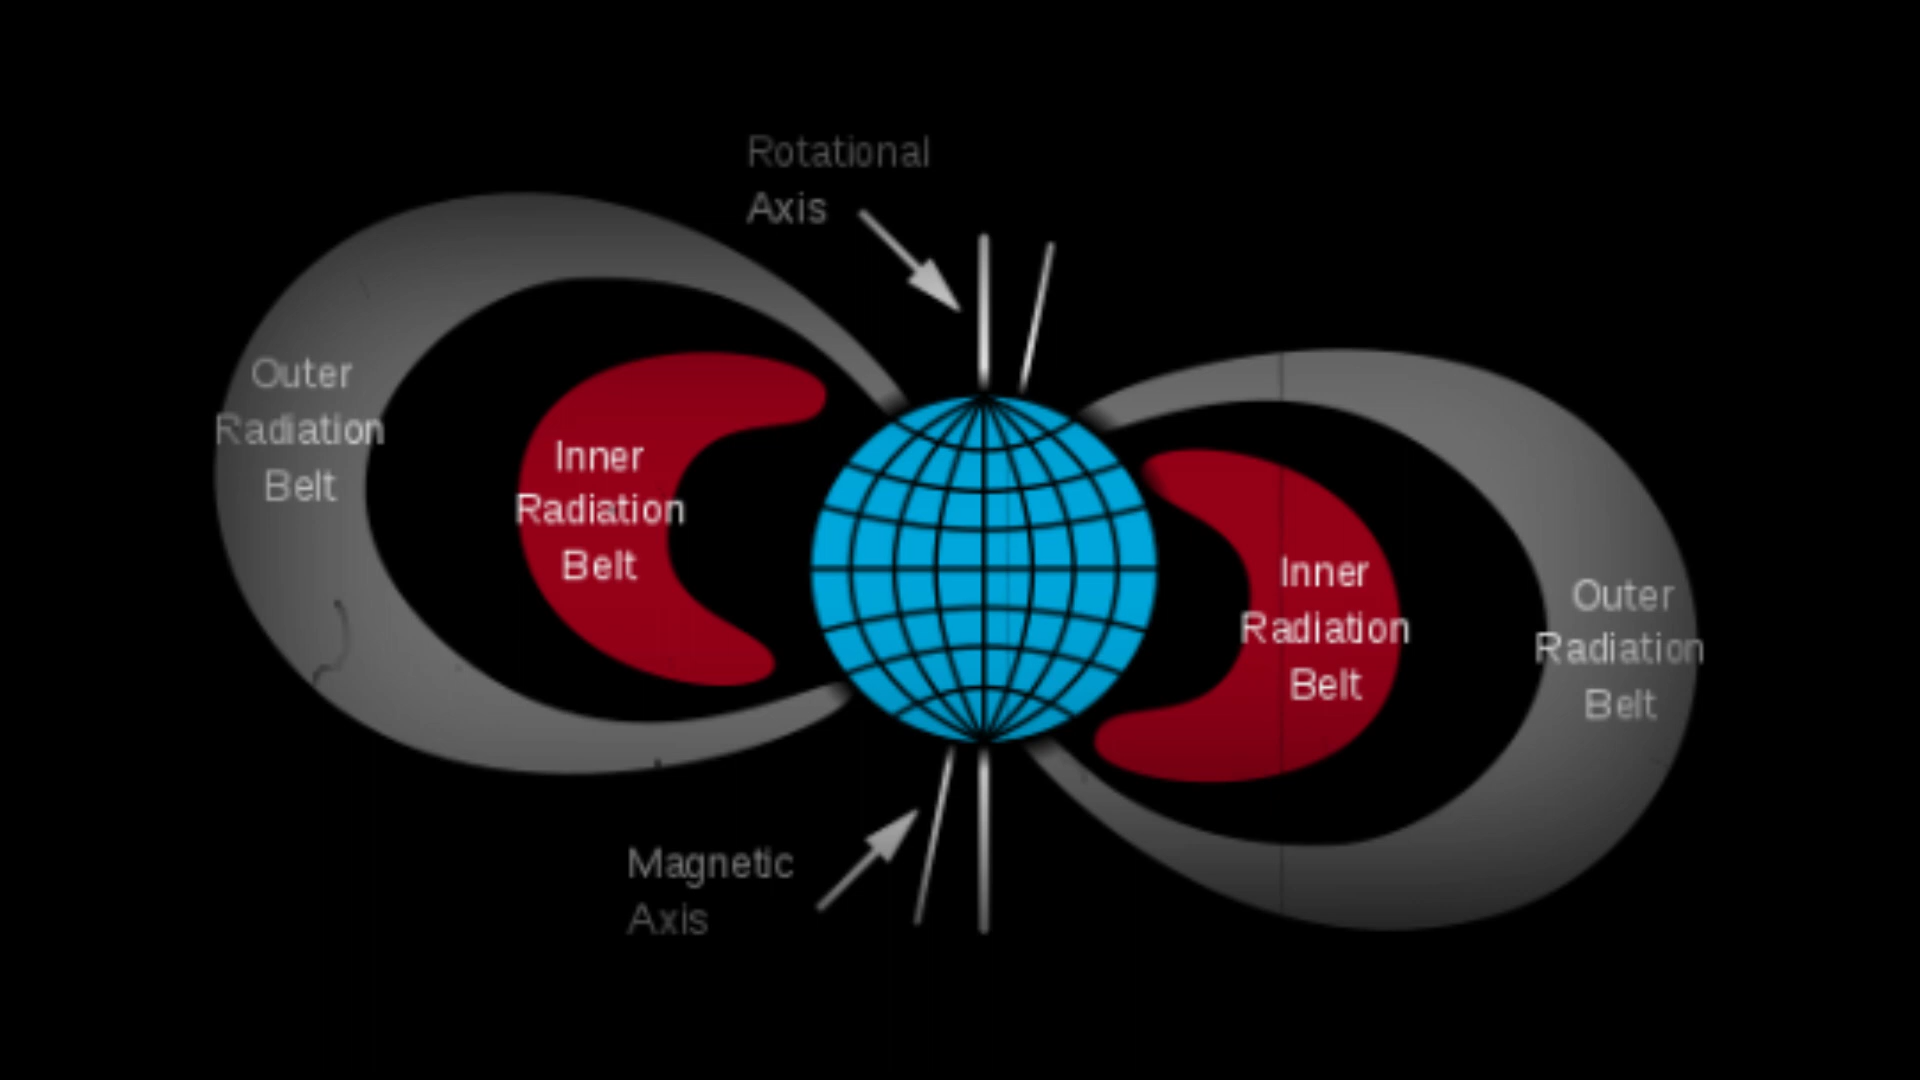 Rotational
Axis
Outer
Radiation
Belt
Inner
Radiation
Belt
Inner
Radiation
Belt
Outer
Radiation
Belt
Magnetic
Axis